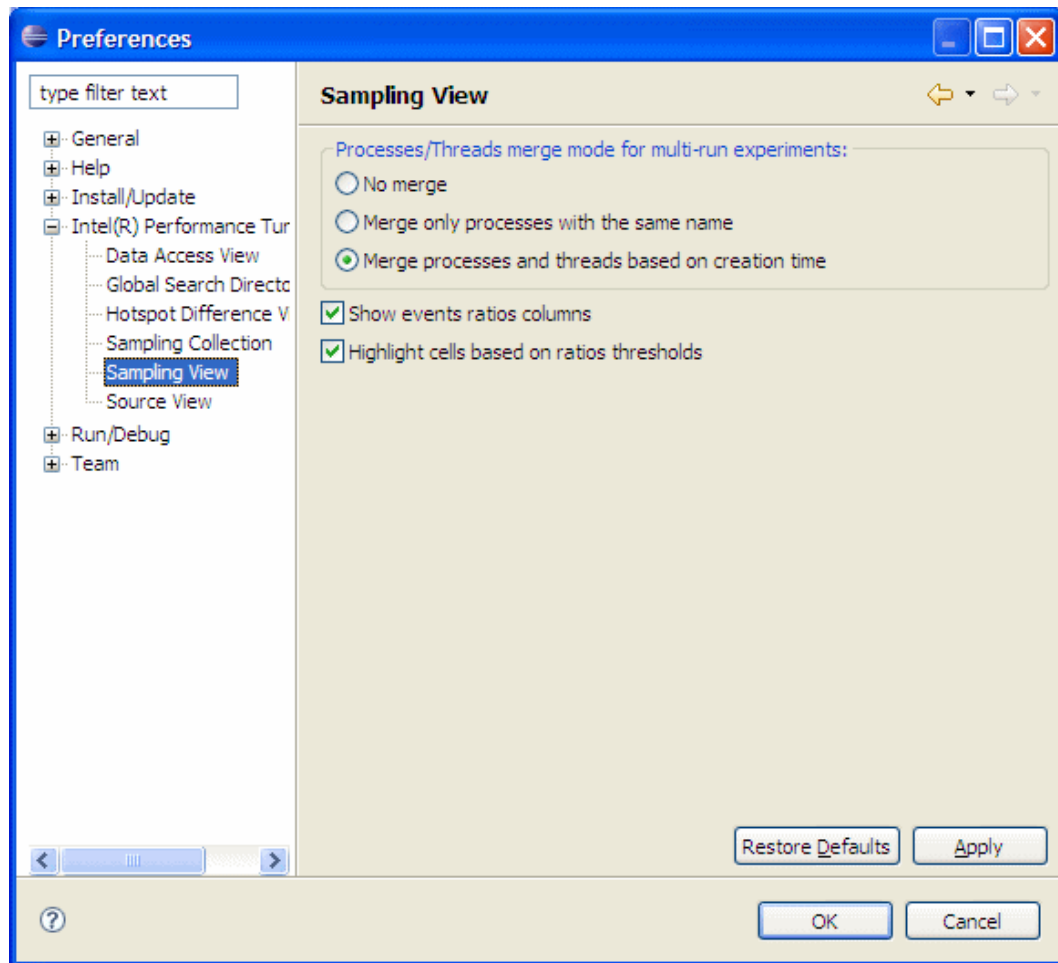 Preferences
type filter text
General
Help
Install/Update
Intel(R) Performance Tur
Data Access View
Global Search Directo
Hotspot Difference V
Sampling Collection
Sampling View
Source View
Run/Debug
Team
Sampling View
Processes/Threads merge mode for multi-run experiments:
No merge
Merge only processes with the same name
Merge processes and threads based on creation time
Show events ratios columns
Highlight cells based on ratios thresholds
Restore Defaults Apply
OK Cancel